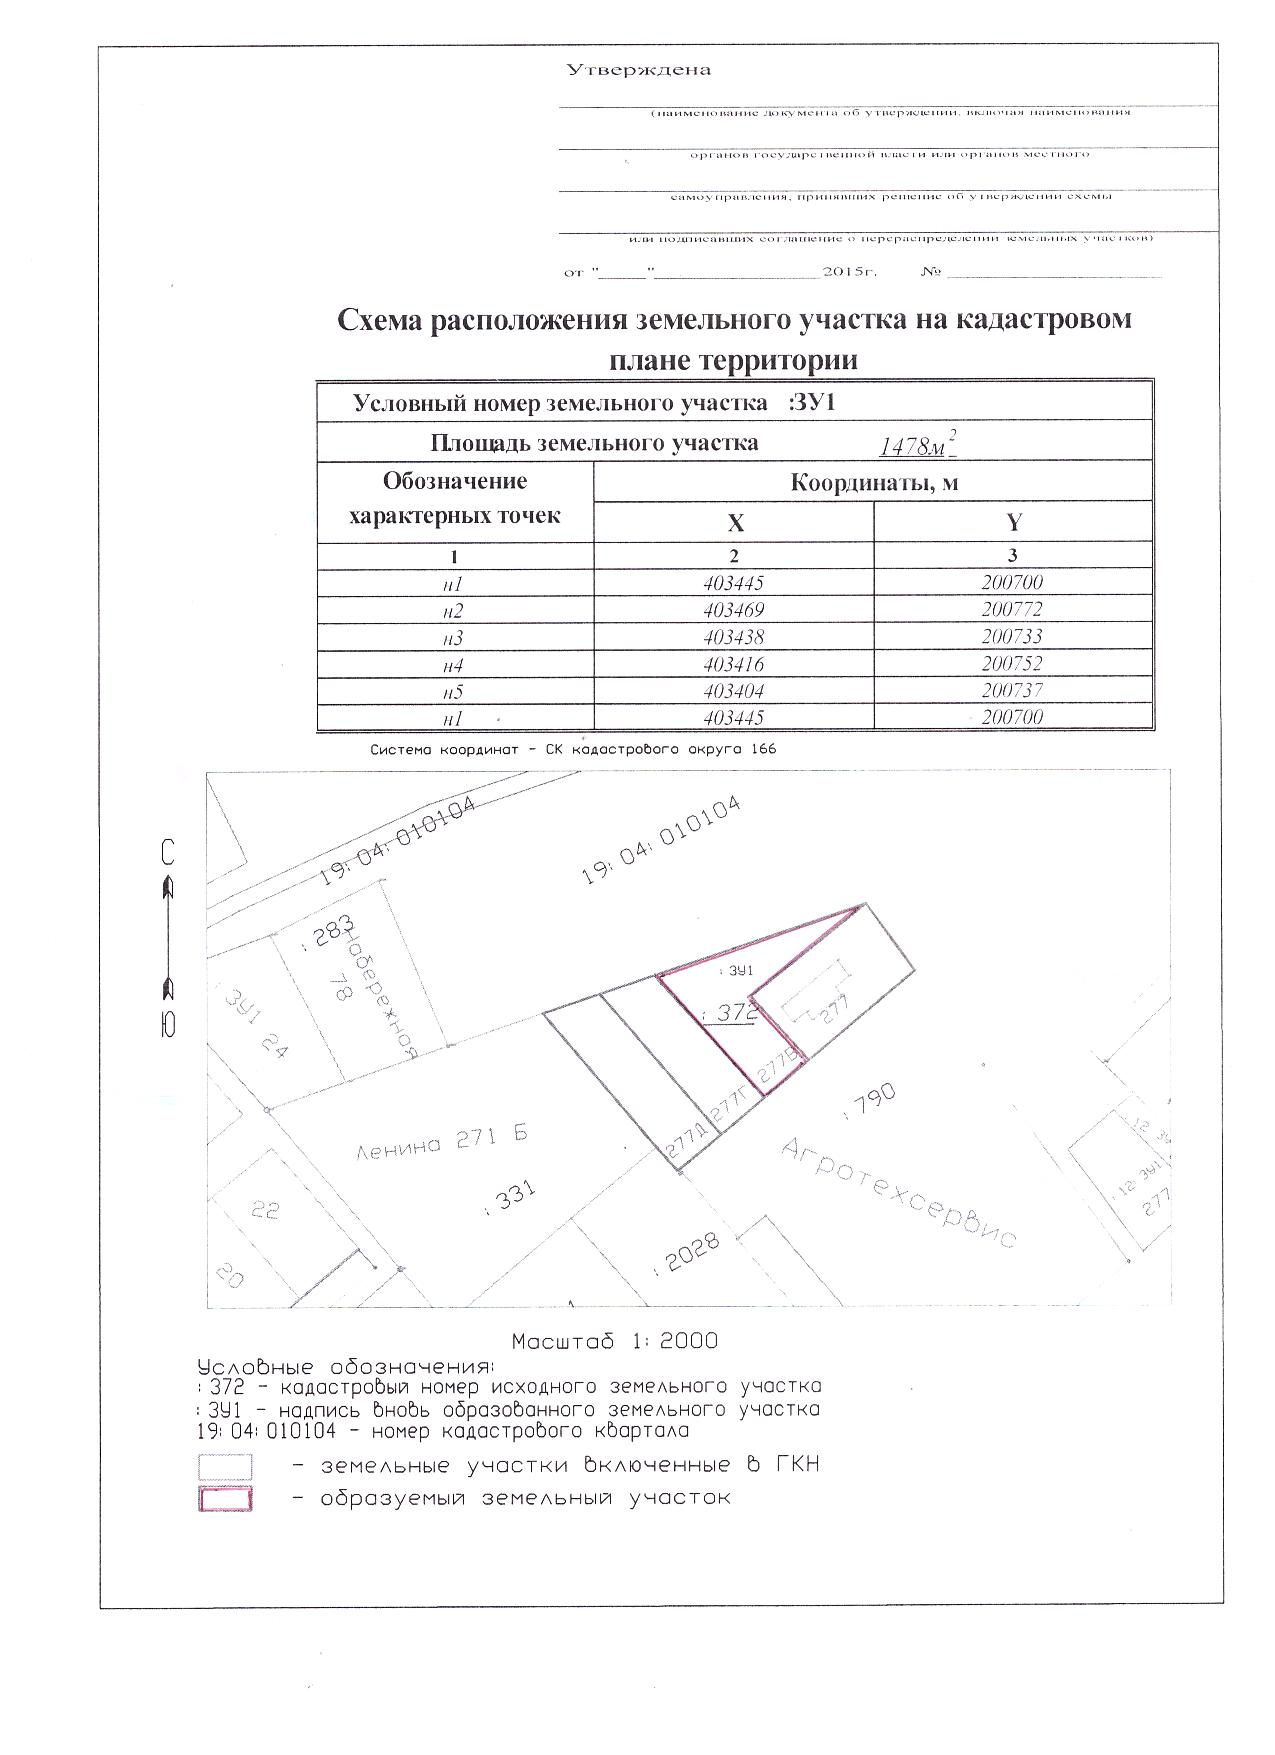 Утверждена
(наименование документа об утверждении, включая наименования
органов государственной власти или органов местного
самоуправления, принявших решение об утверждении схемы
или подписавших соглашение о перераспределении земельных участков)
от "____"______________2015г. № __________________
Схема расположения земельного участка на кадастровом
плане территории
Условный номер земельного участка :ЗУ1
Площадь земельного участка 1478м²
Обозначение характерных точек Координаты, м
X Y
1 2 3
н1 403445 200700
н2 403469 200772
н3 403438 200733
н4 403416 200752
н5 403404 200737
н1 403445 200700
Система координат - СК кадастрового округа 166
С
Ю
19:04:010104
19:04:010104
:283
Набережная
78
:ЗУ1 24
:ЗУ1
:372
277
277В
277Г
277Д
:790
Агротехсервис
Ленина 271 Б
:331
:2028
22
20
:12:ЗУ1
277
Масштаб 1:2000
Условные обозначения:
:372 - кадастровый номер исходного земельного участка
:ЗУ1 - надпись вновь образованного земельного участка
19:04:010104 - номер кадастрового квартала
- земельные участки включенные в ГКН
- образуемый земельный участок